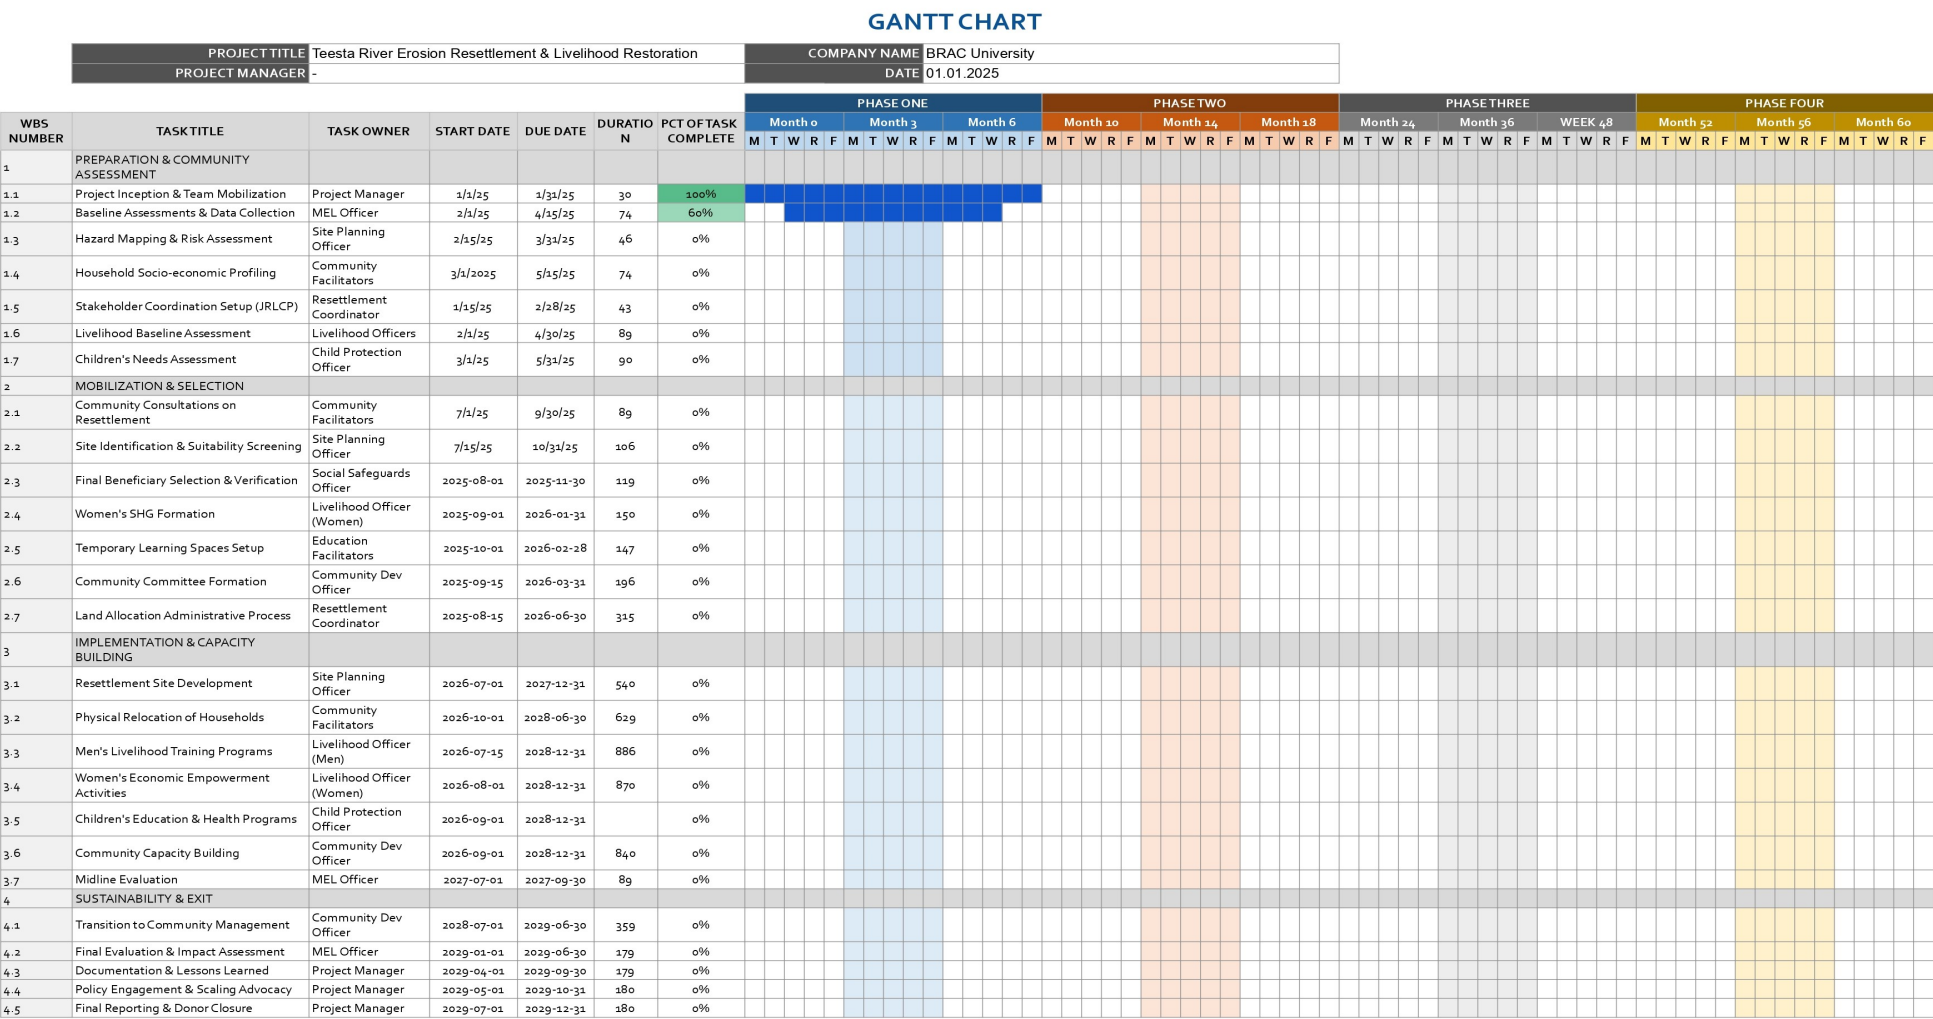 GANTT CHART
PROJECT TITLE Teesta River Erosion Resettlement & Livelihood Restoration COMPANY NAME BRAC University
PROJECT MANAGER - DATE 01.01.2025
PHASE ONE PHASE TWO PHASE THREE PHASE FOUR
WBS NUMBER TASK TITLE TASK OWNER START DATE DUE DATE DURATION PCT OF TASK COMPLETE Month 0 Month 3 Month 6 Month 10 Month 14 Month 18 Month 24 Month 36 WEEK 48 Month 52 Month 56 Month 60
M T W R F M T W R F M T W R F M T W R F M T W R F M T W R F M T W R F M T W R F M T W R F M T W R F M T W R F M T W R F
1 PREPARATION & COMMUNITY ASSESSMENT
1.1 Project Inception & Team Mobilization Project Manager 1/1/25 1/31/25 30 100%
1.2 Baseline Assessments & Data Collection MEL Officer 2/1/25 4/15/25 74 60%
1.3 Hazard Mapping & Risk Assessment Site Planning Officer 2/15/25 3/31/25 46 0%
1.4 Household Socio-economic Profiling Community Facilitators 3/1/2025 5/15/25 74 0%
1.5 Stakeholder Coordination Setup (JRLCP) Resettlement Coordinator 1/15/25 2/28/25 43 0%
1.6 Livelihood Baseline Assessment Livelihood Officers 2/1/25 4/30/25 89 0%
1.7 Children's Needs Assessment Child Protection Officer 3/1/25 5/31/25 90 0%
2 MOBILIZATION & SELECTION
2.1 Community Consultations on Resettlement Community Facilitators 7/1/25 9/30/25 89 0%
2.2 Site Identification & Suitability Screening Site Planning Officer 7/15/25 10/31/25 106 0%
2.3 Final Beneficiary Selection & Verification Social Safeguards Officer 2025-08-01 2025-11-30 119 0%
2.4 Women's SHG Formation Livelihood Officer (Women) 2025-09-01 2026-01-31 150 0%
2.5 Temporary Learning Spaces Setup Education Facilitators 2025-10-01 2026-02-28 147 0%
2.6 Community Committee Formation Community Dev Officer 2025-09-15 2026-03-31 196 0%
2.7 Land Allocation Administrative Process Resettlement Coordinator 2025-08-15 2026-06-30 315 0%
3 IMPLEMENTATION & CAPACITY BUILDING
3.1 Resettlement Site Development Site Planning Officer 2026-07-01 2027-12-31 540 0%
3.2 Physical Relocation of Households Community Facilitators 2026-10-01 2028-06-30 629 0%
3.3 Men's Livelihood Training Programs Livelihood Officer (Men) 2026-07-15 2028-12-31 886 0%
3.4 Women's Economic Empowerment Activities Livelihood Officer (Women) 2026-08-01 2028-12-31 870 0%
3.5 Children's Education & Health Programs Child Protection Officer 2026-09-01 2028-12-31 0%
3.6 Community Capacity Building Community Dev Officer 2026-09-01 2028-12-31 840 0%
3.7 Midline Evaluation MEL Officer 2027-07-01 2027-09-30 89 0%
4 SUSTAINABILITY & EXIT
4.1 Transition to Community Management Community Dev Officer 2028-07-01 2029-06-30 359 0%
4.2 Final Evaluation & Impact Assessment MEL Officer 2029-01-01 2029-06-30 179 0%
4.3 Documentation & Lessons Learned Project Manager 2029-04-01 2029-09-30 179 0%
4.4 Policy Engagement & Scaling Advocacy Project Manager 2029-05-01 2029-10-31 180 0%
4.5 Final Reporting & Donor Closure Project Manager 2029-07-01 2029-12-31 180 0%